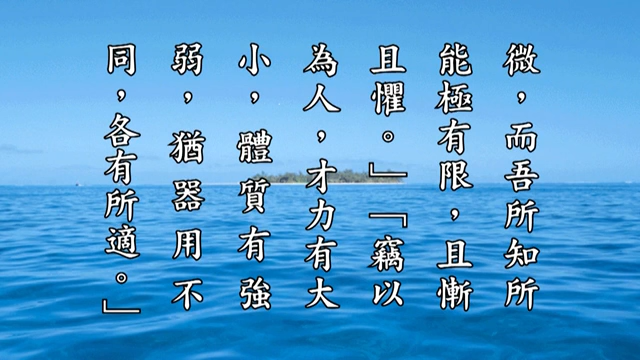 微，而吾所知所
能極有限，且慚
且懼。」「竊以
為人，才力有大
小，體質有強
弱，猶器用不
同，各有所適。」